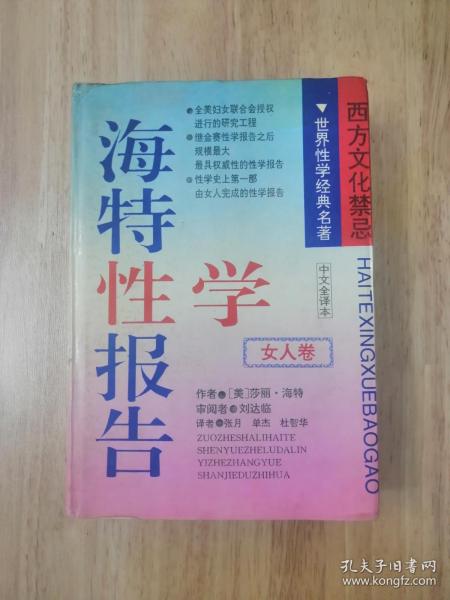 西方文化禁忌
▼世界性学经典名著
●全美妇女联合会授权
进行的研究工程
●继金赛性学报告之后
规模最大
最具权威性的性学报告
●性学史上第一部
由女人完成的性学报告
海特性学报告
中文全译本
女人卷
HAITEXINGXUEBAOGAO
作者●[美]莎丽·海特
审阅者●刘达临
译者●张月 单杰 杜智华
ZUOZHESHALIHAITE
SHENYUEZHELUDALIN
YIZHEZHANGYUE
SHANJIEDUZHIHUA
孔夫子旧书网
www.kongfz.com